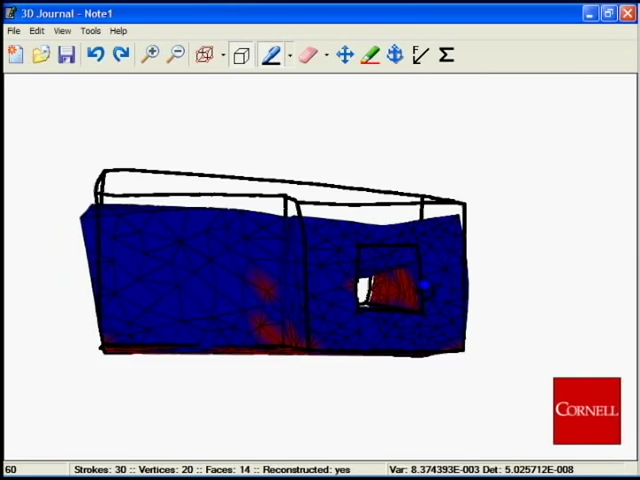 3D Journal - Note1
File Edit View Tools Help
F
Σ
CORNELL
60 Strokes: 30 :: Vertices: 20 :: Faces: 14 :: Reconstructed: yes Var: 8.374393E-003 Det: 5.025712E-008